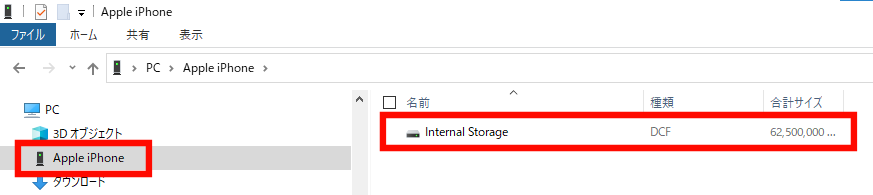 Apple iPhone
ファイル ホーム 共有 表示
PC Apple iPhone
PC
3D オブジェクト
Apple iPhone
ダウンロード
名前 種類 合計サイズ
Internal Storage DCF 62,500,000 ...